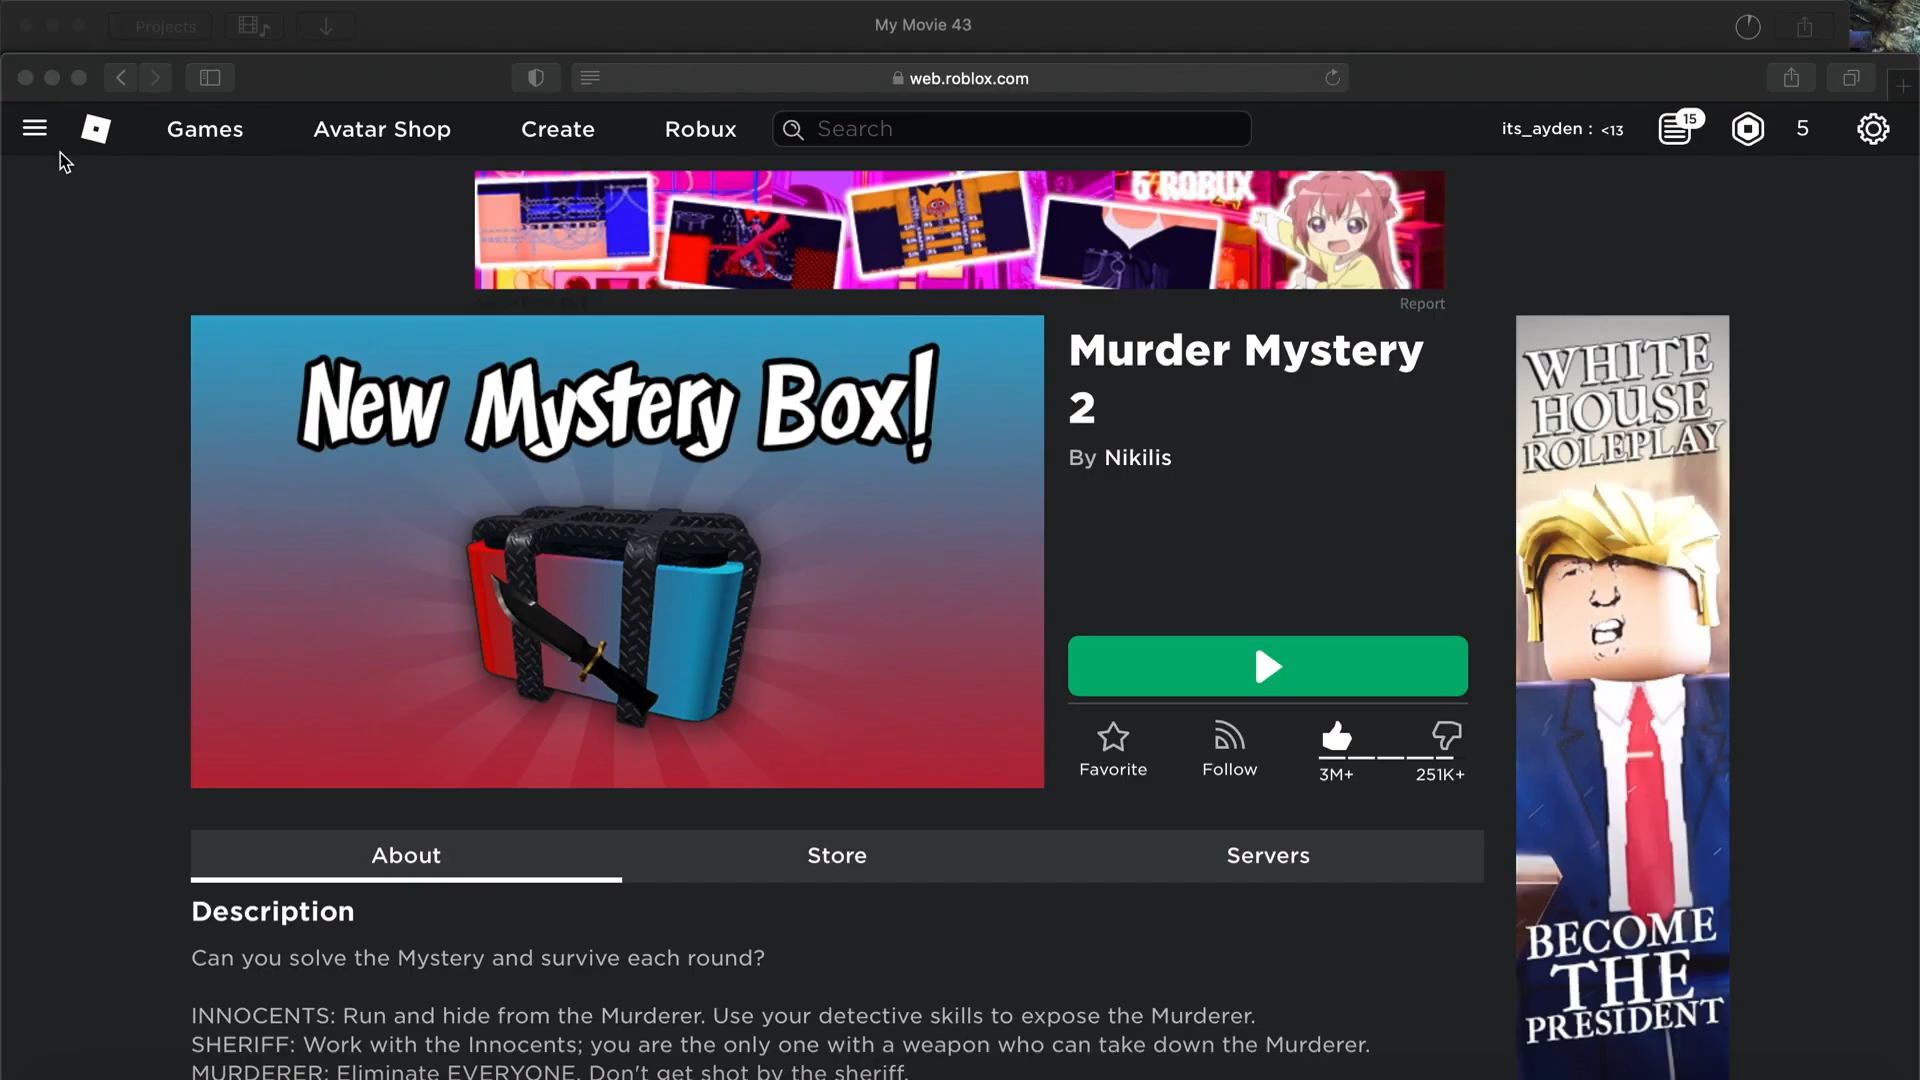 Projects
My Movie 43
web.roblox.com
Games
Avatar Shop
Create
Robux
Search
its_ayden : <13
15
5
5 ROBUX
Report
New Mystery Box!
Murder Mystery
2
By Nikilis
Favorite
Follow
3M+
251K+
WHITE
HOUSE
ROLEPLAY
BECOME
THE
PRESIDENT
About
Store
Servers
Description
Can you solve the Mystery and survive each round?
INNOCENTS: Run and hide from the Murderer. Use your detective skills to expose the Murderer.
SHERIFF: Work with the Innocents; you are the only one with a weapon who can take down the Murderer.
MURDERER: Eliminate EVERYONE. Don't get shot by the sheriff.